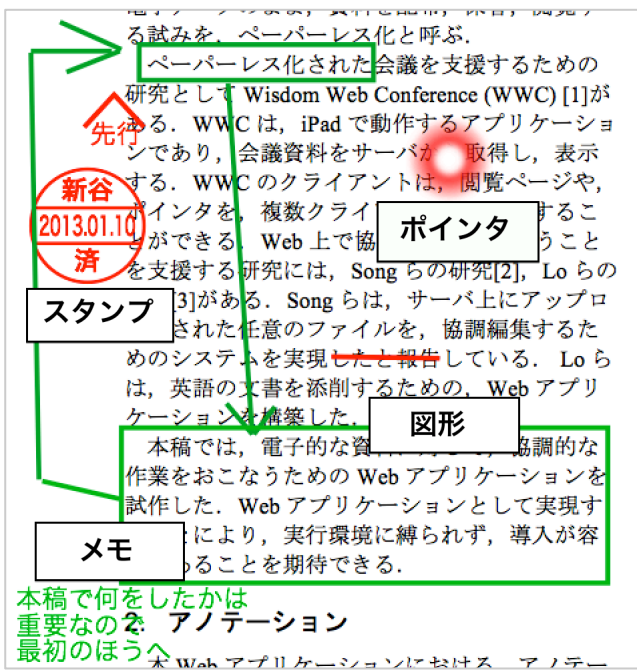 る試みを，ペーパーレス化と呼ぶ．
ペーパーレス化された会議を支援するための
研究として Wisdom Web Conference (WWC) [1]が
ある．WWC は，iPad で動作するアプリケーショ
ンであり，会議資料をサーバか 取得し，表示
する．WWC のクライアントは，閲覧ページや，
ポインタを，複数クライ するこ
とができる．Web 上で協 うこと
を支援する研究には，Song らの研究[2]，Lo らの
[3]がある．Song らは，サーバ上にアップロ
された任意のファイルを，協調編集するた
めのシステムを実現したと報告している． Lo ら
は，英語の文書を添削するための，Web アプリ
ケーションを構築した．
本稿では，電子的な資 協調的な
作業をおこなうための Web アプリケーションを
試作した．Web アプリケーションとして実現す
により，実行環境に縛られず，導入が容
あることを期待できる．
2. アノテーション
本 Web アプリケーションにおける，アノテー
先行
新谷
2013.01.10
済
ポインタ
スタンプ
図形
メモ
本稿で何をしたかは
重要なので
最初のほうへ